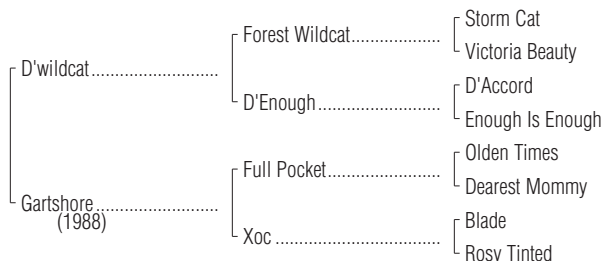 Storm Cat
Forest Wildcat....................
Victoria Beauty
D'wildcat............................
D'Accord
D'Enough...........................
Enough Is Enough
Olden Times
Full Pocket.........................
Dearest Mommy
Gartshore...........................
(1988)
Blade
Xoc ....................................
Rosy Tinted